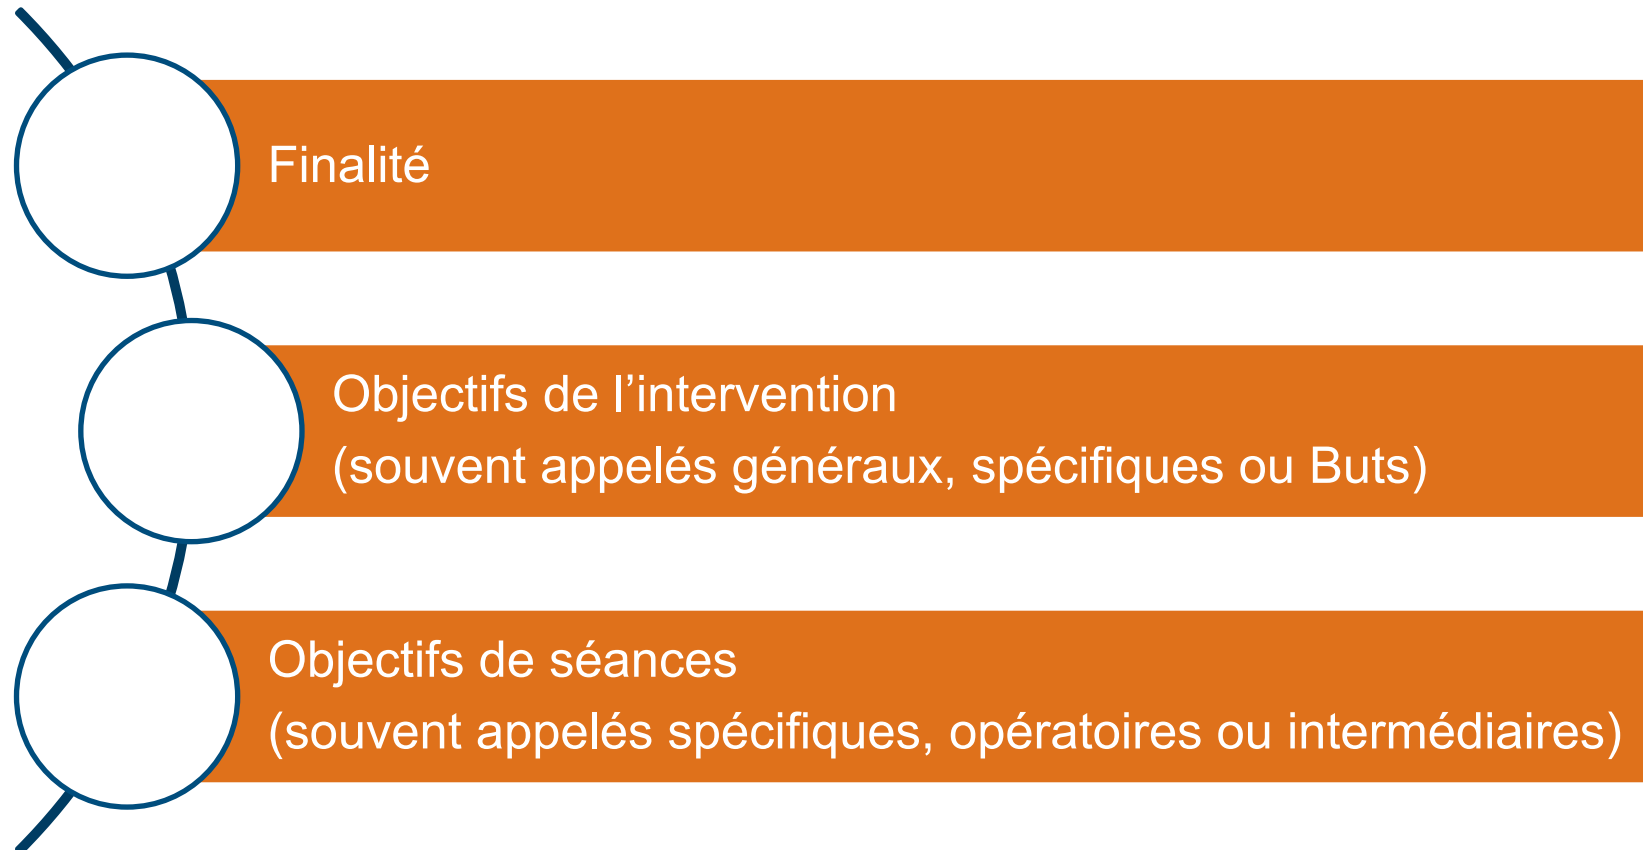 Finalité
Objectifs de l’intervention
(souvent appelés généraux, spécifiques ou Buts)
Objectifs de séances
(souvent appelés spécifiques, opératoires ou intermédiaires)